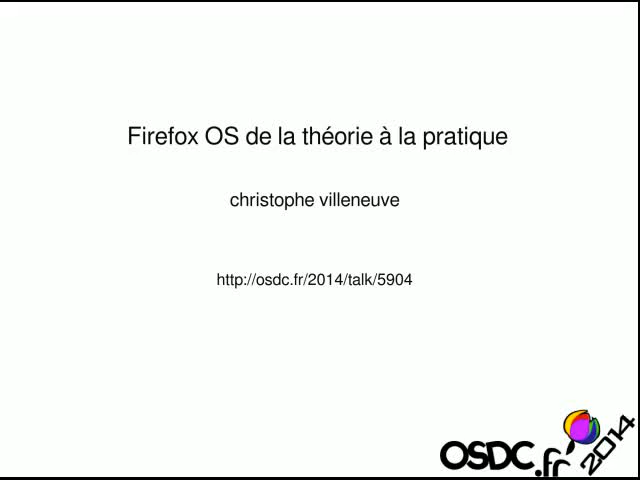 Firefox OS de la théorie à la pratique
christophe villeneuve
http://osdc.fr/2014/talk/5904
OSDC.fr 2014